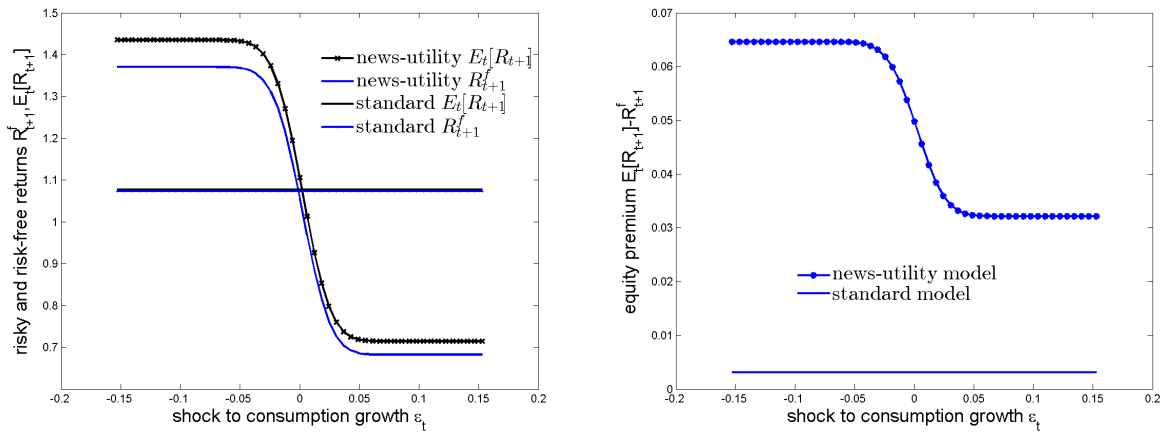 1.5
1.4
1.3
1.2
1.1
1
0.9
0.8
0.7
0.6
-0.2 -0.15 -0.1 -0.05 0 0.05 0.1 0.15 0.2
risky and risk-free returns R^f_{t+1}, E_t[R_{t+1}]
shock to consumption growth ε_t
news-utility E_t[R_{t+1}]
news-utility R^f_{t+1}
standard E_t[R_{t+1}]
standard R^f_{t+1}
0.07
0.06
0.05
0.04
0.03
0.02
0.01
0
-0.2 -0.15 -0.1 -0.05 0 0.05 0.1 0.15 0.2
equity premium E_t[R_{t+1}]-R^f_{t+1}
shock to consumption growth ε_t
news-utility model
standard model